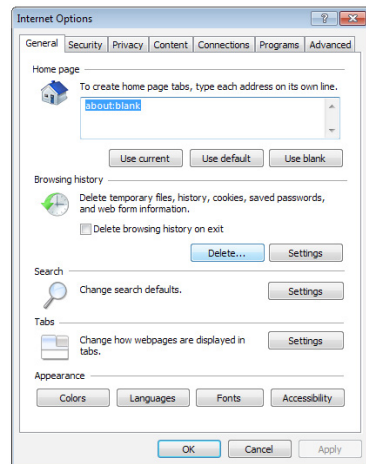 Internet Options
General Security Privacy Content Connections Programs Advanced
Home page
To create home page tabs, type each address on its own line.
about:blank
Use current Use default Use blank
Browsing history
Delete temporary files, history, cookies, saved passwords,
and web form information.
Delete browsing history on exit
Delete... Settings
Search
Change search defaults. Settings
Tabs
Change how webpages are displayed in Settings
tabs.
Appearance
Colors Languages Fonts Accessibility
OK Cancel Apply